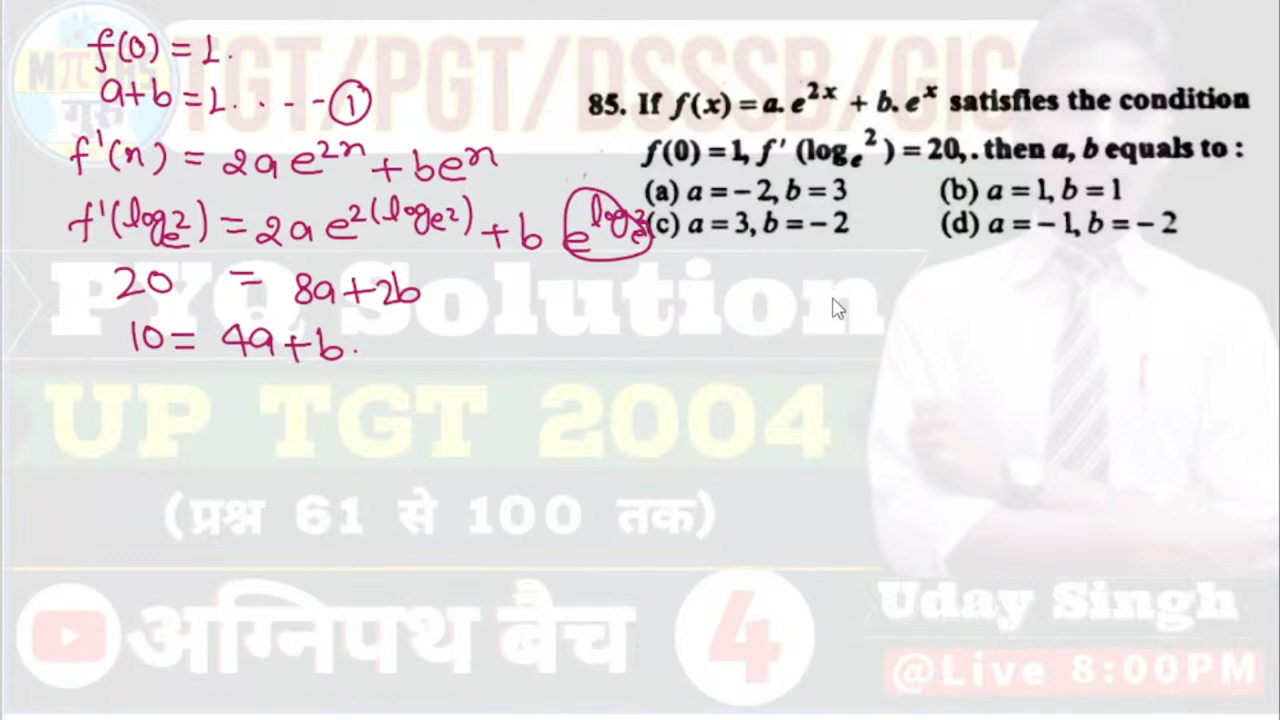 f(0) = 1.
a+b = 1. . - - ①
f'(x) = 2a e^{2x} + be^x
f'(log_e 2) = 2a e^{2(log_e 2)} + b e^{log_e 2}
20 = 8a+2b
10 = 4a+b.
85. If f(x) = a. e^{2x} + b. e^x satisfies the condition
f(0) = 1, f' (log_e 2) = 20,. then a, b equals to :
(a) a = – 2, b = 3 (b) a = 1, b = 1
(c) a = 3, b = – 2 (d) a = – 1, b = – 2
MπTHS
गुरु
TGT/PGT/DSSSB/GIC
PYQ Solution
UP TGT 2004
(प्रश्न 61 से 100 तक)
अग्निपथ बैच 4
Uday Singh
@Live 8:00PM